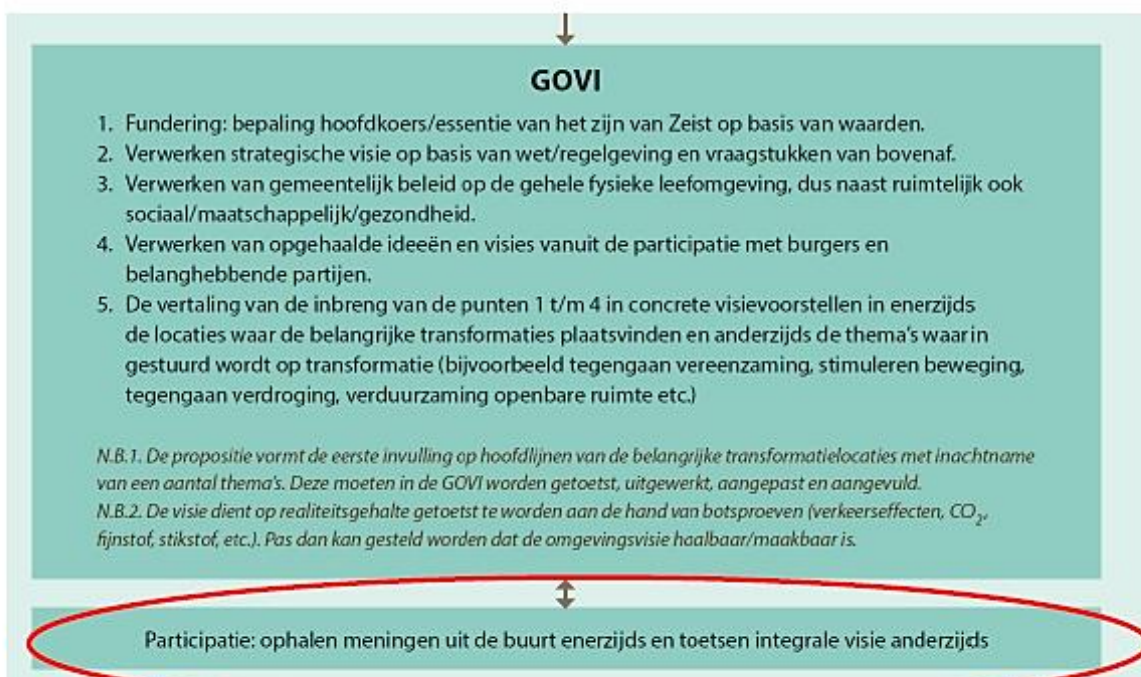 GOVI
1. Fundering: bepaling hoofdkoers/essentie van het zijn van Zeist op basis van waarden.
2. Verwerken strategische visie op basis van wet/regelgeving en vraagstukken van bovenaf.
3. Verwerken van gemeentelijk beleid op de gehele fysieke leefomgeving, dus naast ruimtelijk ook
sociaal/maatschappelijk/gezondheid.
4. Verwerken van opgehaalde ideeën en visies vanuit de participatie met burgers en
belanghebbende partijen.
5. De vertaling van de inbreng van de punten 1 t/m 4 in concrete visievoorstellen in enerzijds
de locaties waar de belangrijke transformaties plaatsvinden en anderzijds de thema's waarin
gestuurd wordt op transformatie (bijvoorbeeld tegengaan vereenzaming, stimuleren beweging,
tegengaan verdroging, verduurzaming openbare ruimte etc.)
N.B.1. De propositie vormt de eerste invulling op hoofdlijnen van de belangrijke transformatielocaties met inachtname
van een aantal thema's. Deze moeten in de GOVI worden getoetst, uitgewerkt, aangepast en aangevuld.
N.B.2. De visie dient op realiteitsgehalte getoetst te worden aan de hand van botsproeven (verkeerseffecten, CO₂,
fijnstof, stikstof, etc.). Pas dan kan gesteld worden dat de omgevingsvisie haalbaar/maakbaar is.
Participatie: ophalen meningen uit de buurt enerzijds en toetsen integrale visie anderzijds